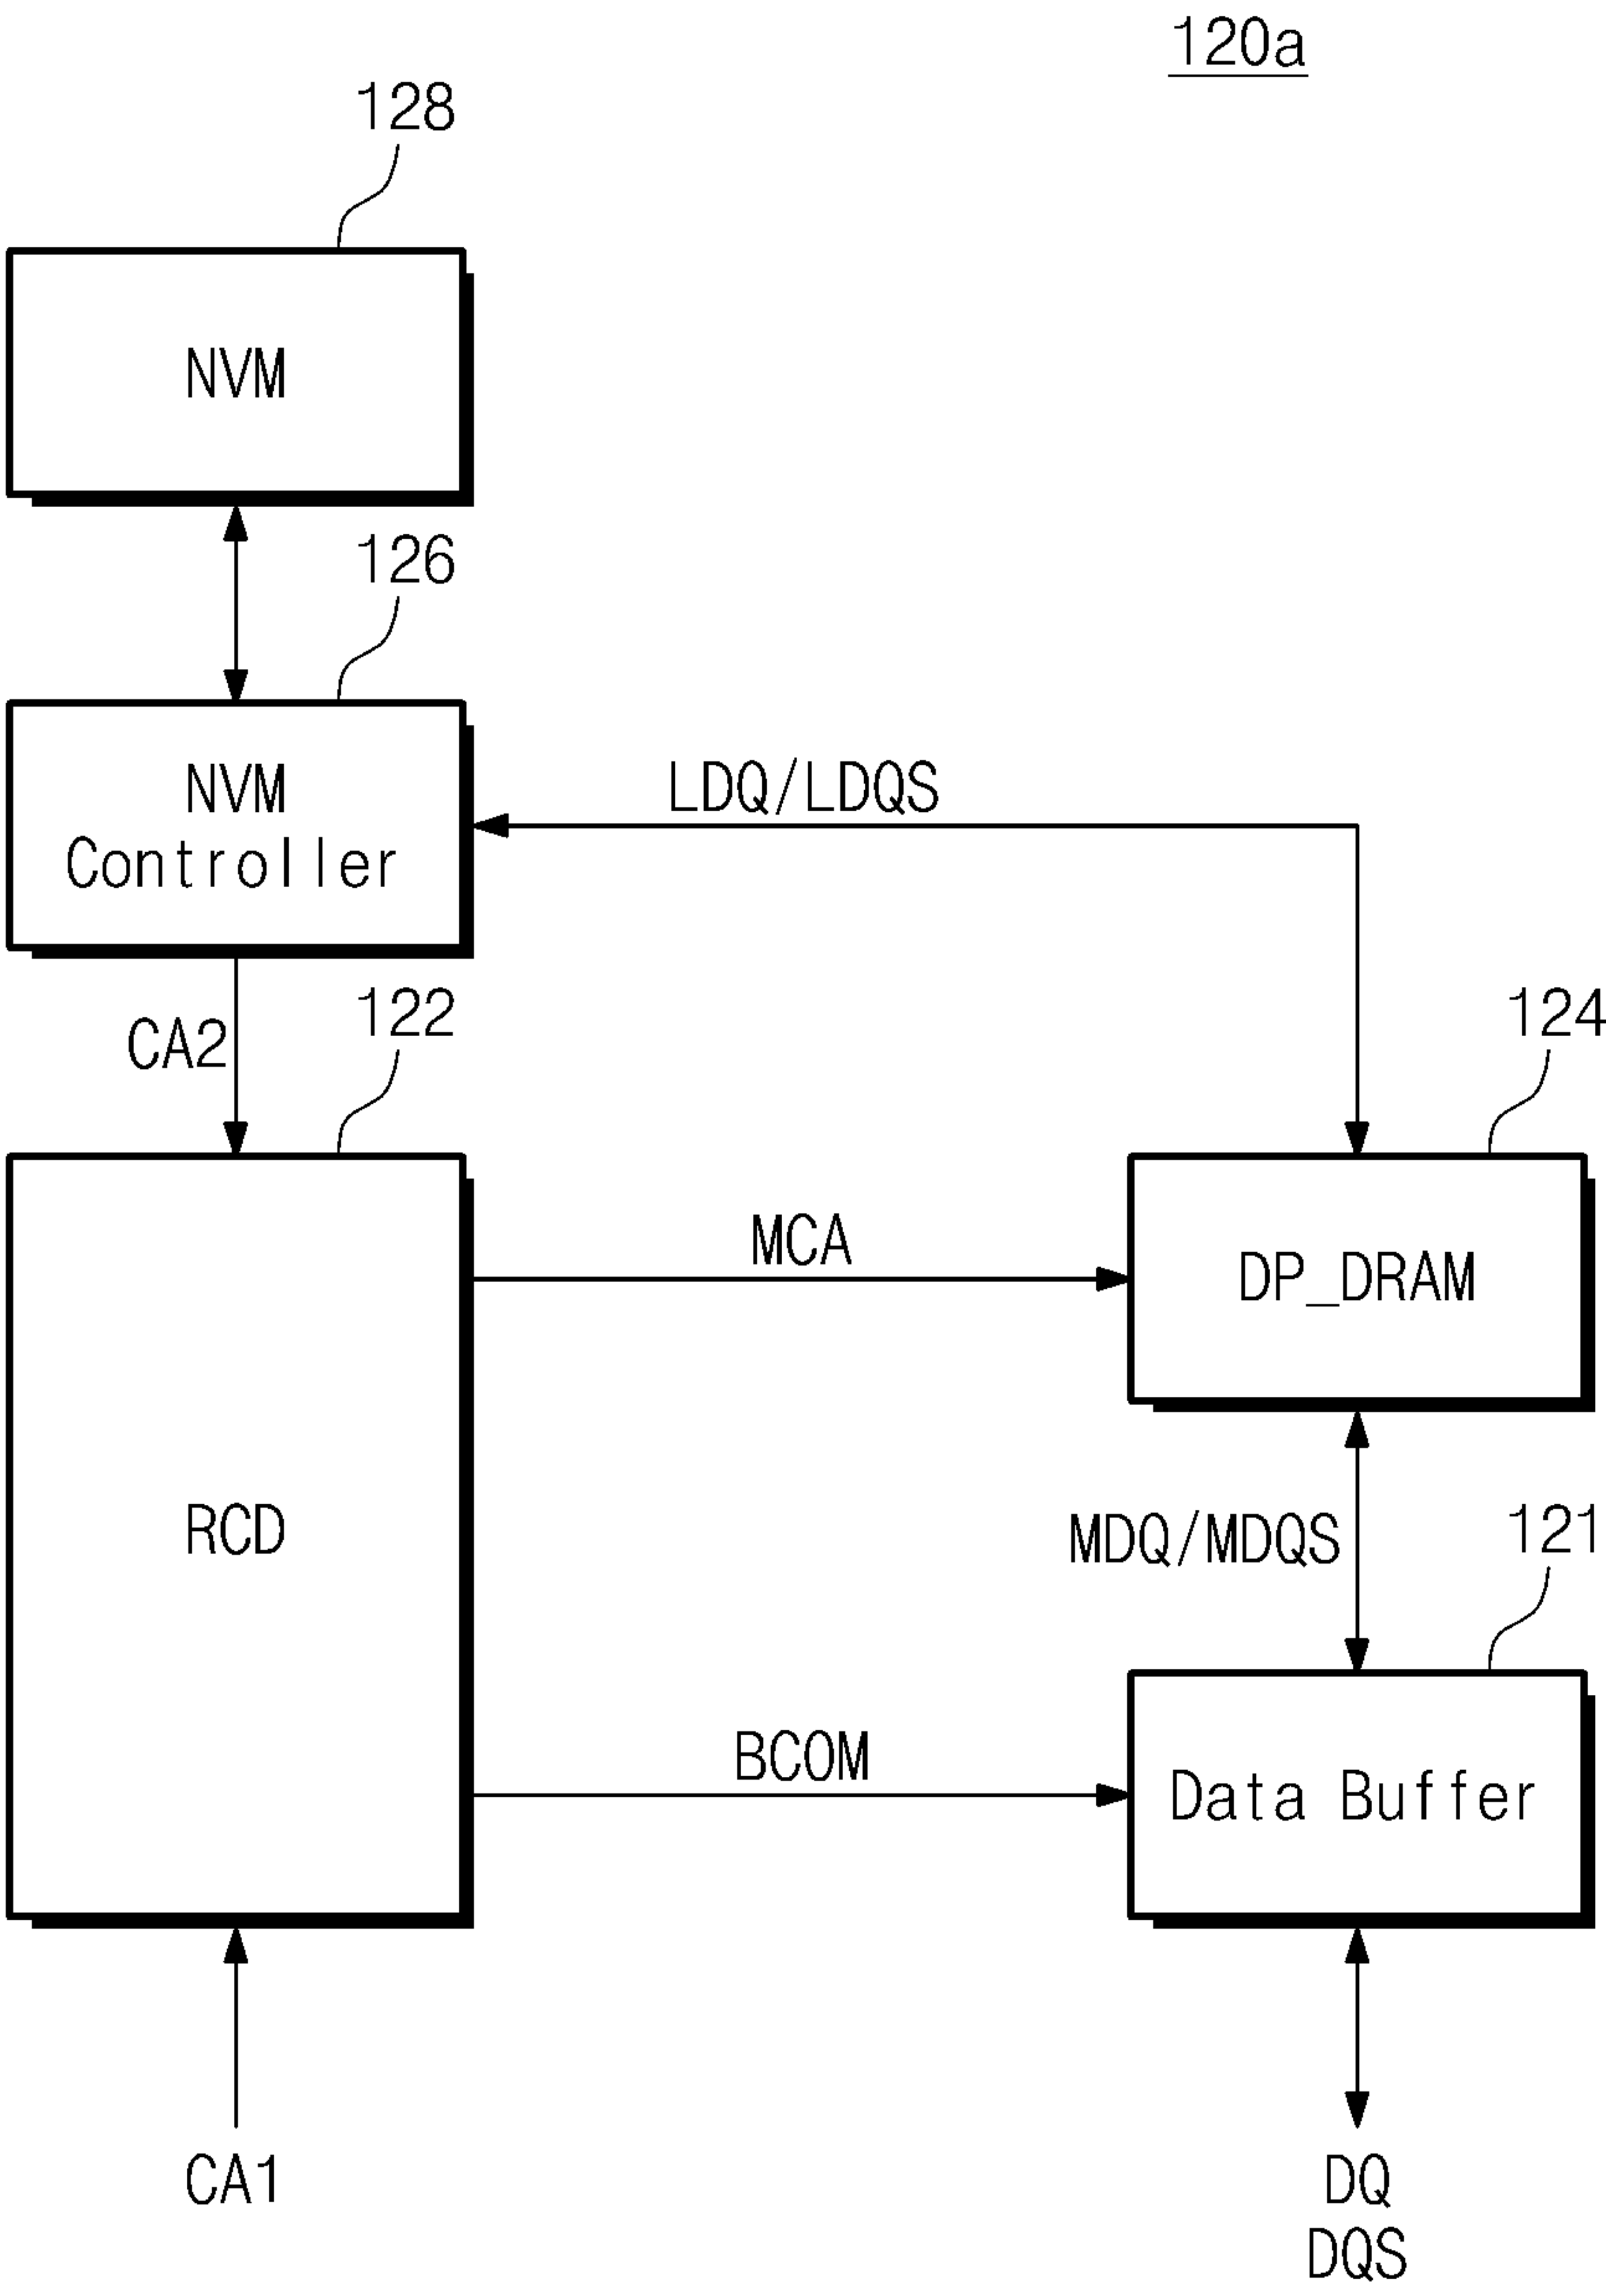 120a
128
NVM
126
NVM
Controller
LDQ/LDQS
CA2
122
124
MCA
DP_DRAM
RCD
MDQ/MDQS
121
BCOM
Data Buffer
CA1
DQ
DQS